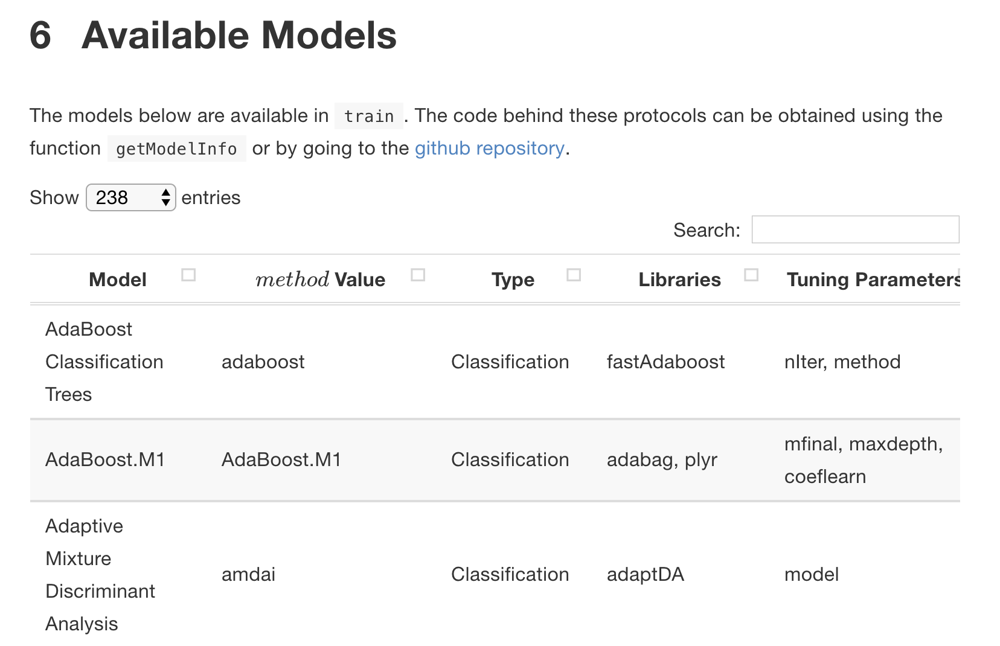 6 Available Models
The models below are available in train. The code behind these protocols can be obtained using the
function getModelInfo or by going to the github repository.
Show 238 entries
Search:
Model method Value Type Libraries Tuning Parameters
AdaBoost
Classification adaboost Classification fastAdaboost nIter, method
Trees
mfinal, maxdepth,
AdaBoost.M1 AdaBoost.M1 Classification adabag, plyr
coeflearn
Adaptive
Mixture
amdai Classification adaptDA model
Discriminant
Analysis